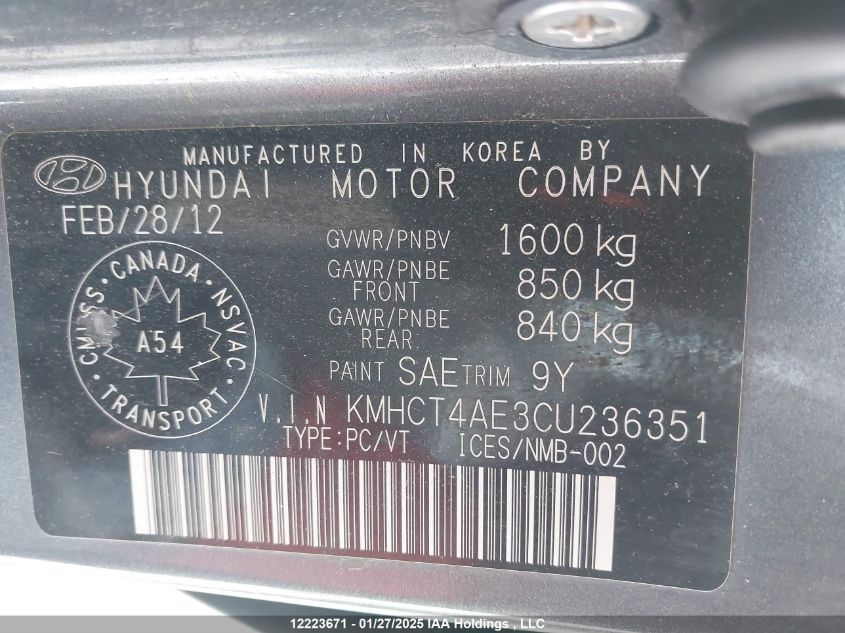 MANUFACTURED IN KOREA BY
HYUNDAI MOTOR COMPANY
FEB/28/12
GVWR/PNBV 1600 kg
GAWR/PNBE FRONT 850 kg
GAWR/PNBE REAR 840 kg
CANADA
CMVSS NSVAC
A54
TRANSPORT
PAINT SAE TRIM 9Y
V.I.N KMHCT4AE3CU236351
TYPE:PC/VT ICES/NMB-002
12223671 - 01/27/2025 IAA Holdings , LLC